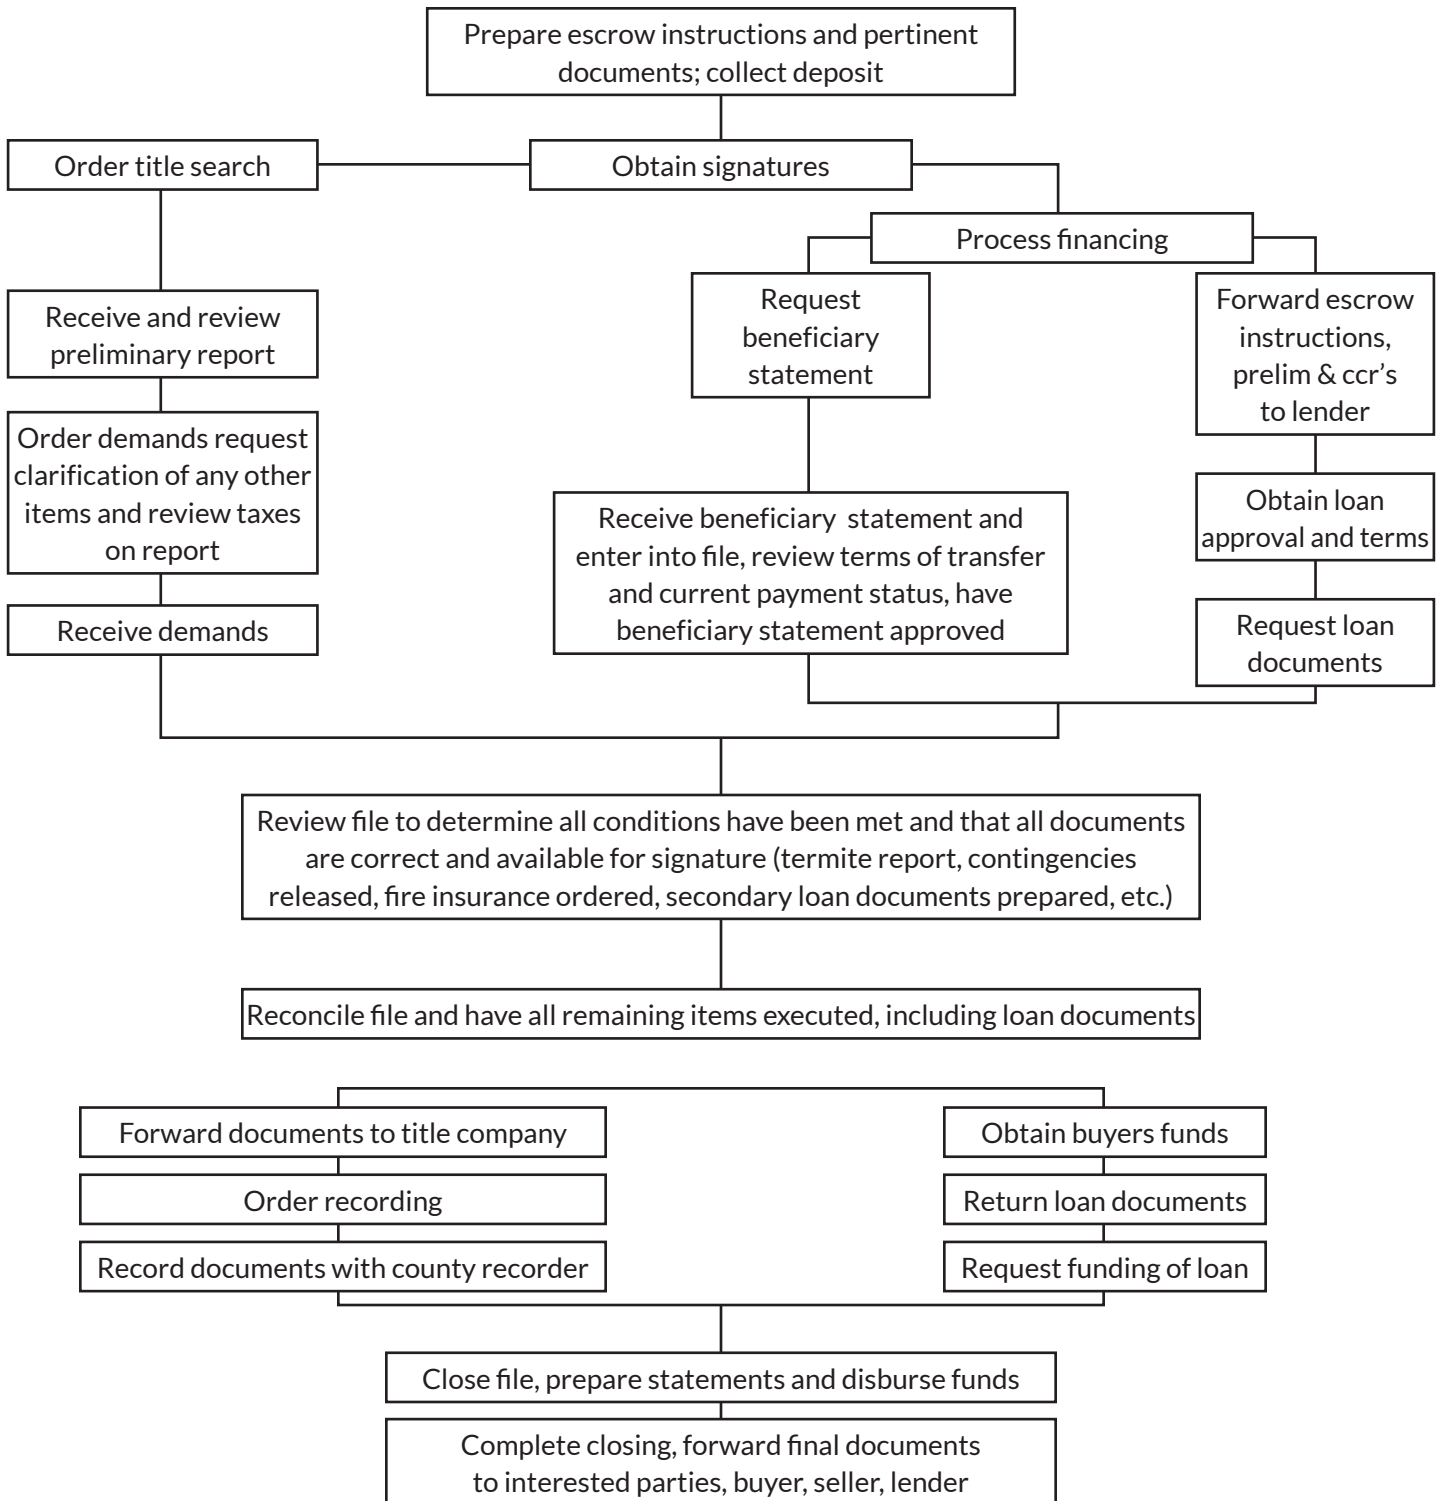 Prepare escrow instructions and pertinent
documents; collect deposit
Order title search
Obtain signatures
Process financing
Receive and review
preliminary report
Request
beneficiary
statement
Forward escrow
instructions,
prelim & ccr’s
to lender
Order demands request
clarification of any other
items and review taxes
on report
Receive beneficiary statement and
enter into file, review terms of transfer
and current payment status, have
beneficiary statement approved
Obtain loan
approval and terms
Receive demands
Request loan
documents
Review file to determine all conditions have been met and that all documents
are correct and available for signature (termite report, contingencies
released, fire insurance ordered, secondary loan documents prepared, etc.)
Reconcile file and have all remaining items executed, including loan documents
Forward documents to title company
Order recording
Record documents with county recorder
Obtain buyers funds
Return loan documents
Request funding of loan
Close file, prepare statements and disburse funds
Complete closing, forward final documents
to interested parties, buyer, seller, lender